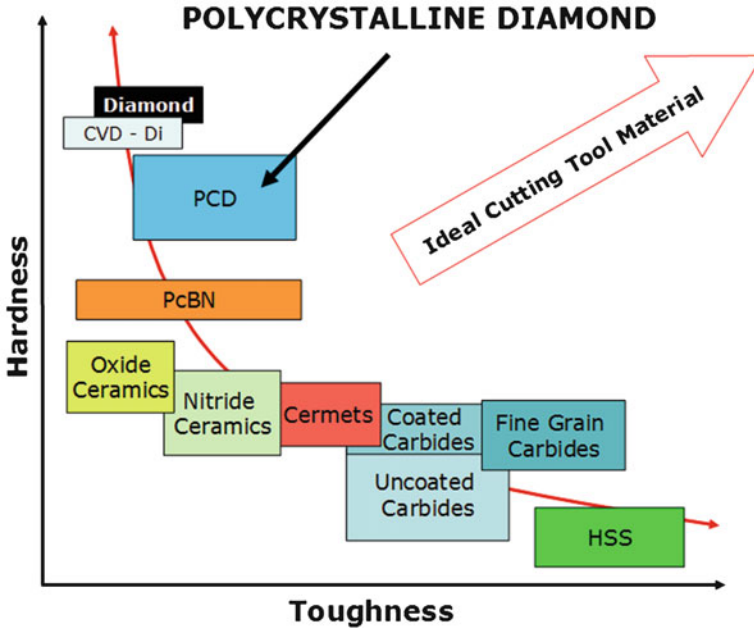 POLYCRYSTALLINE DIAMOND
Diamond
CVD - Di
PCD
Ideal Cutting Tool Material
PcBN
Hardness
Oxide
Ceramics
Nitride
Ceramics
Cermets
Coated
Carbides
Fine Grain
Carbides
Uncoated
Carbides
HSS
Toughness